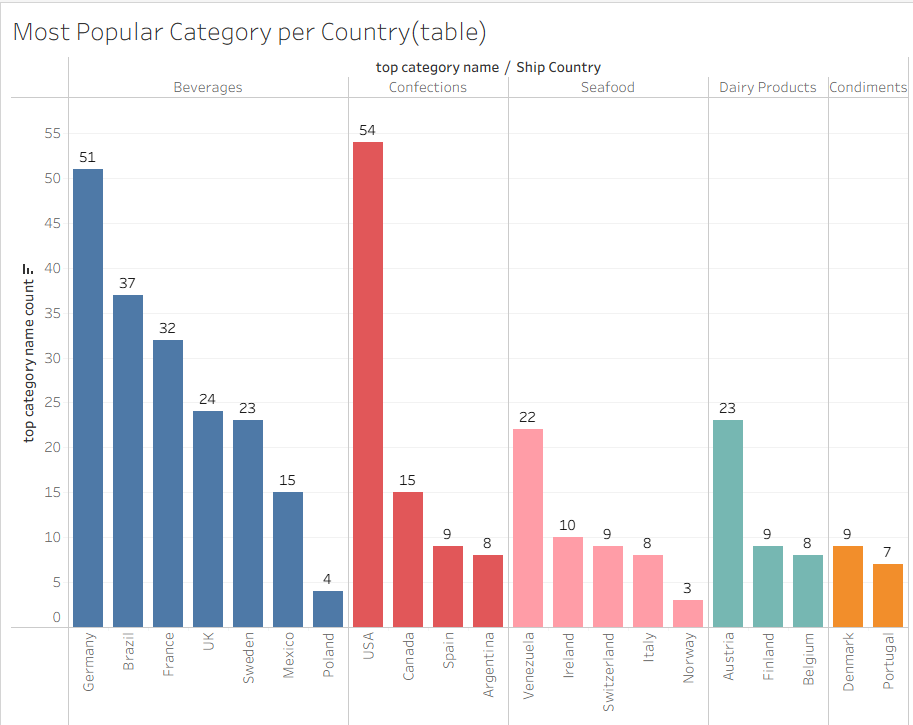 Most Popular Category per Country(table)
top category name / Ship Country
Beverages Confections Seafood Dairy Products Condiments
top category name count
55
50
45
40
35
30
25
20
15
10
5
0
51 37 32 24 23 15 4 54 15 9 8 22 10 9 8 3 23 9 8 9 7
Germany Brazil France UK Sweden Mexico Poland USA Canada Spain Argentina Venezuela Ireland Switzerland Italy Norway Austria Finland Belgium Denmark Portugal